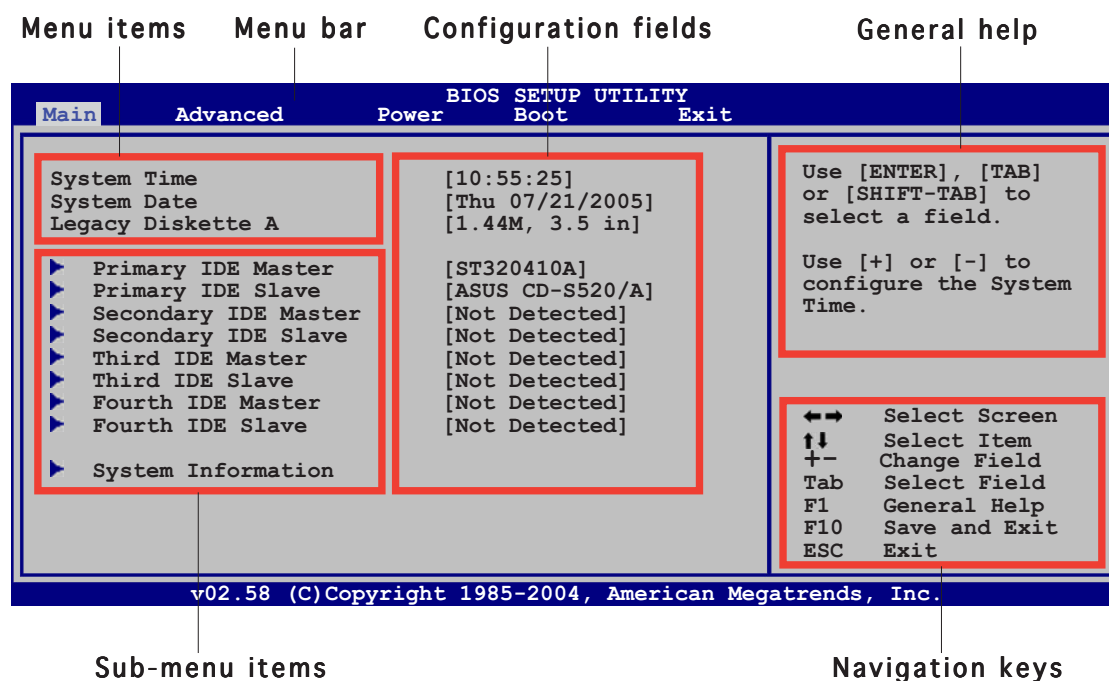 Menu items Menu bar Configuration fields General help
BIOS SETUP UTILITY
Main Advanced Power Boot Exit
System Time [10:55:25]
System Date [Thu 07/21/2005]
Legacy Diskette A [1.44M, 3.5 in]
Primary IDE Master [ST320410A]
Primary IDE Slave [ASUS CD-S520/A]
Secondary IDE Master [Not Detected]
Secondary IDE Slave [Not Detected]
Third IDE Master [Not Detected]
Third IDE Slave [Not Detected]
Fourth IDE Master [Not Detected]
Fourth IDE Slave [Not Detected]
System Information
Use [ENTER], [TAB]
or [SHIFT-TAB] to
select a field.
Use [+] or [-] to
configure the System
Time.
←→ Select Screen
↑↓ Select Item
+- Change Field
Tab Select Field
F1 General Help
F10 Save and Exit
ESC Exit
v02.58 (C)Copyright 1985-2004, American Megatrends, Inc.
Sub-menu items Navigation keys